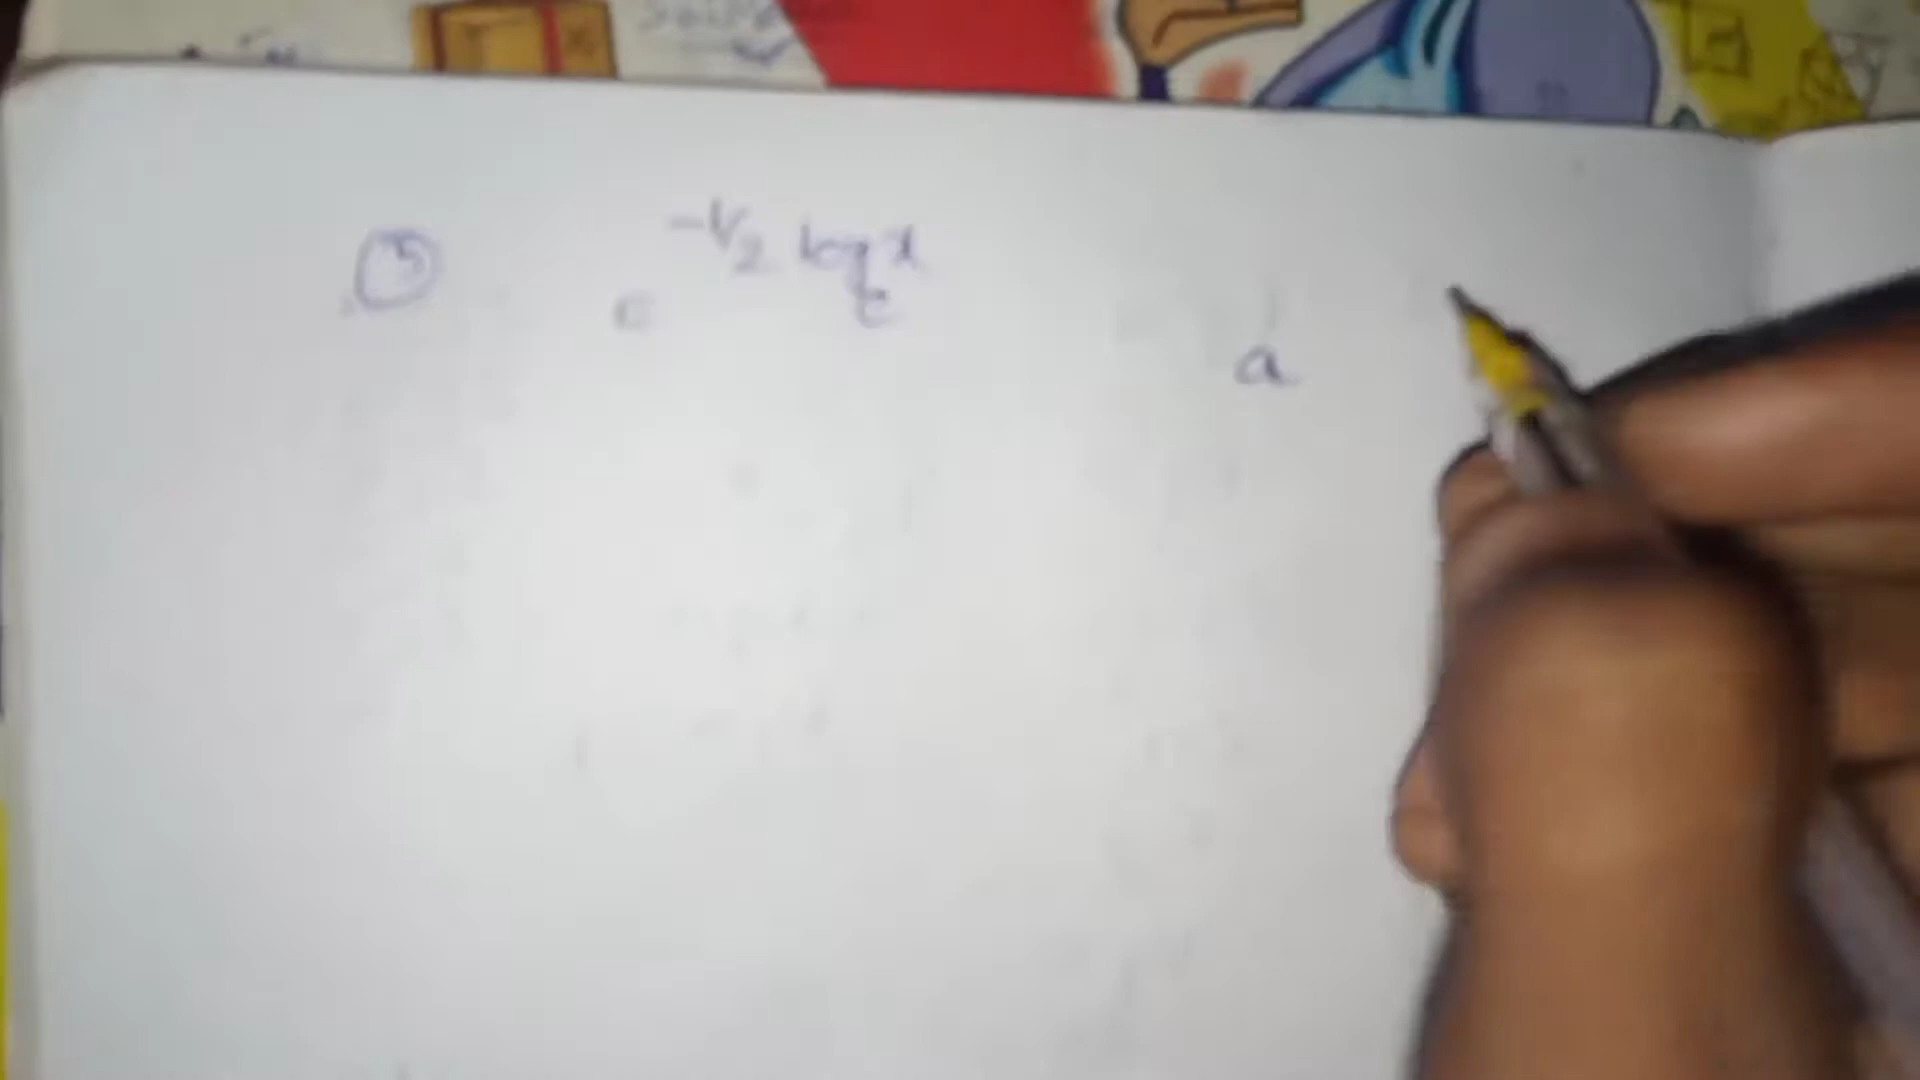 ⑤ e^{-1/2 log_e x}
a